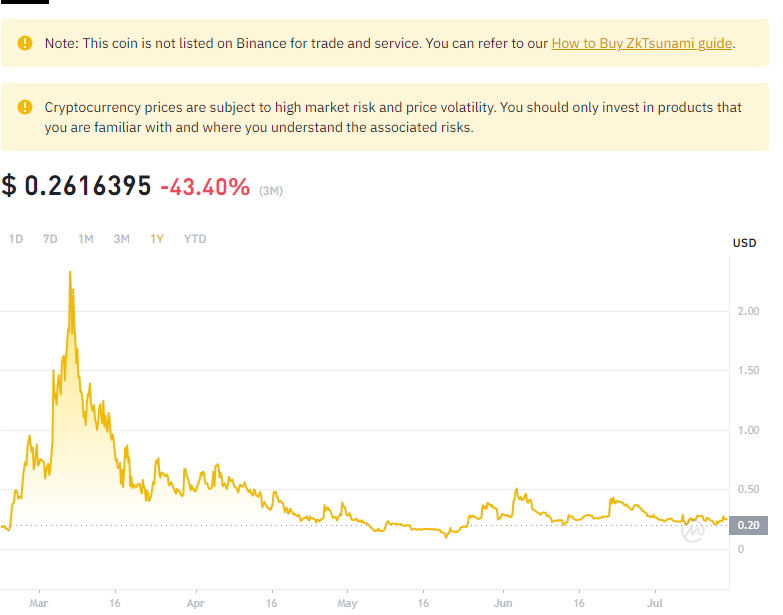 Note: This coin is not listed on Binance for trade and service. You can refer to our How to Buy ZkTsunami guide.
Cryptocurrency prices are subject to high market risk and price volatility. You should only invest in products that
you are familiar with and where you understand the associated risks.
$ 0.2616395 -43.40% (3M)
1D 7D 1M 3M 1Y YTD
USD
2.00
1.50
1.00
0.50
0.20
0
Mar 16 Apr 16 May 16 Jun 16 Jul